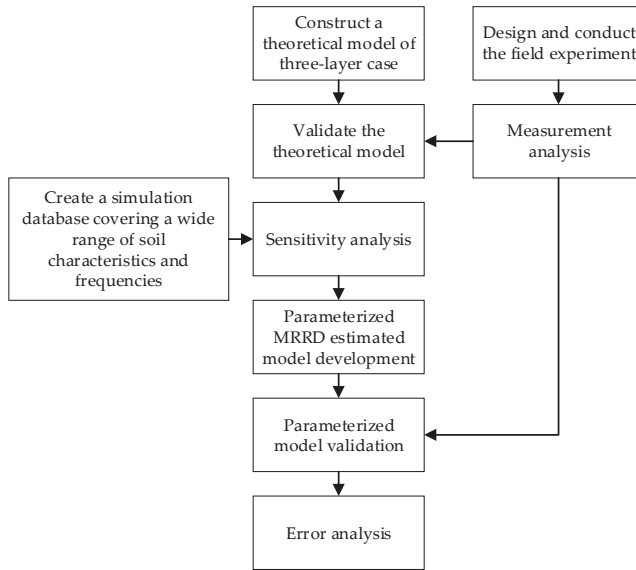 Construct a
theoretical model of
three-layer case
Design and conduct
the field experiment
Validate the
theoretical model
Measurement
analysis
Create a simulation
database covering a wide
range of soil
characteristics and
frequencies
Sensitivity analysis
Parameterized
MRRD estimated
model development
Parameterized
model validation
Error analysis